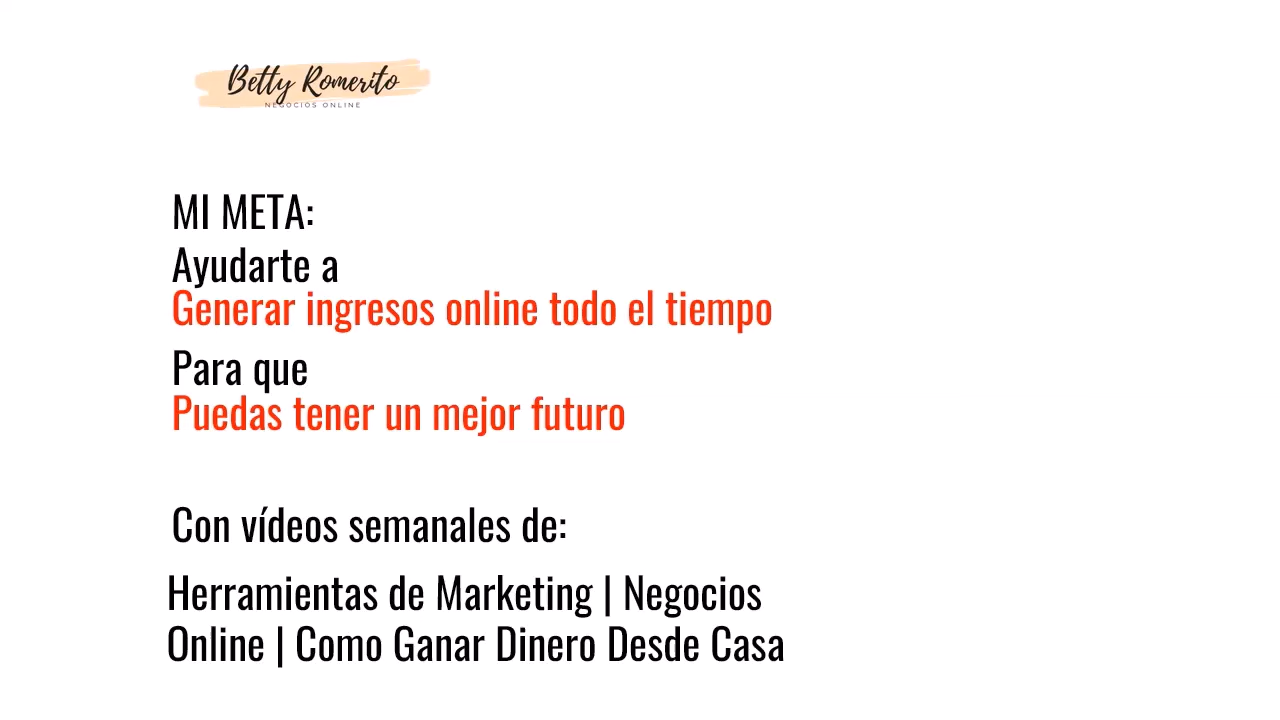 Betty Romerito
NEGOCIOS ONLINE
MI META:
Ayudarte a
Generar ingresos online todo el tiempo
Para que
Puedas tener un mejor futuro
Con vídeos semanales de:
Herramientas de Marketing | Negocios
Online | Como Ganar Dinero Desde Casa